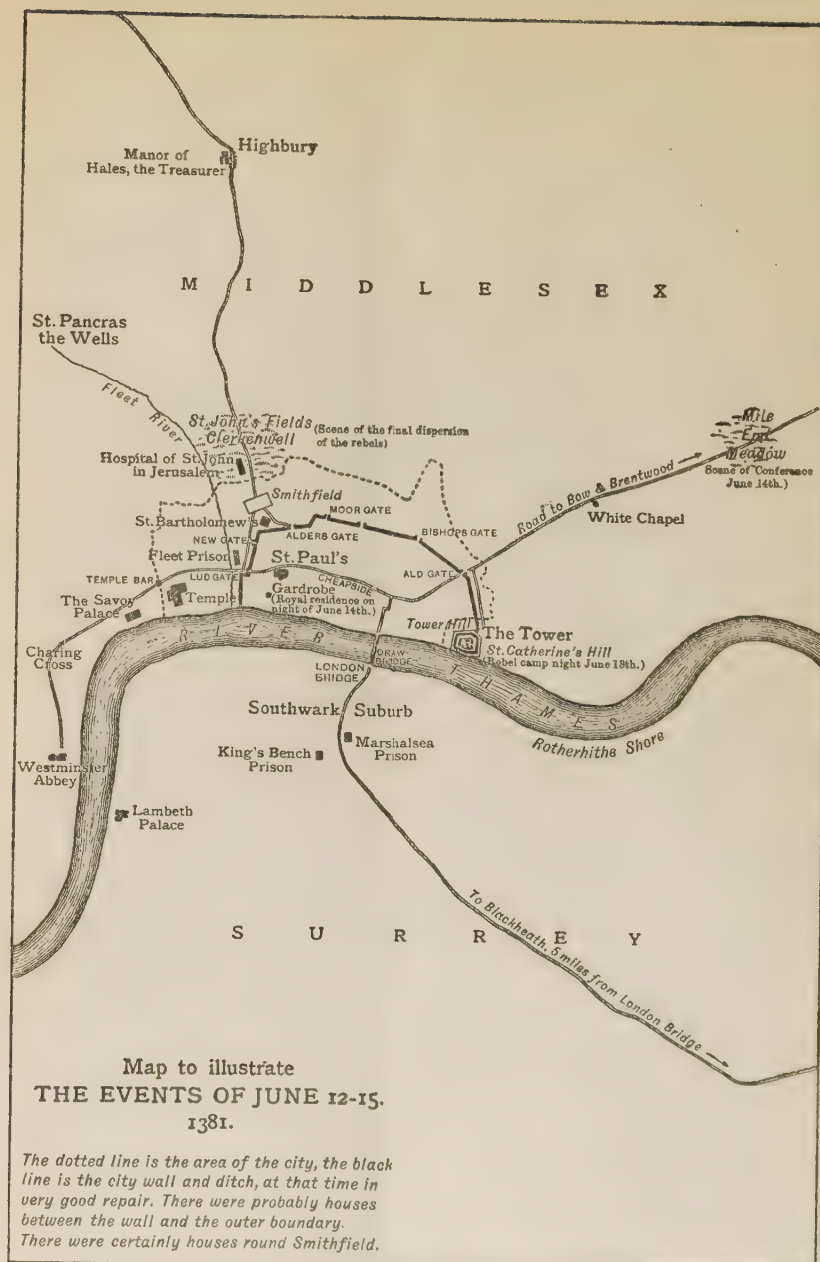 Highbury
Manor of
Hales, the Treasurer
MIDDLESEX
St. Pancras
the Wells
Fleet River
St. John's Fields
Clerkenwell
(Scene of the final dispersion
of the rebels)
Hospital of St. John
in Jerusalem
Mile
End
Meadow
Scene of Conference
June 14th.)
Road to Bow & Brentwood
White Chapel
Smithfield
St. Bartholomew's
MOOR GATE
ALDERS GATE
BISHOPS GATE
NEW GATE
Fleet Prison
St. Paul's
CHEAPSIDE
ALD GATE
TEMPLE BAR
LUD GATE
Temple
Gardrobe
(Royal residence on
night of June 14th.)
The Savoy
Palace
Tower Hill
The Tower
St. Catherine's Hill
(Rebel camp night June 13th.)
Charing
Cross
RIVER THAMES
DRAW-
BRIDGE
LONDON
BRIDGE
Southwark Suburb
Rotherhithe Shore
King's Bench
Prison
Marshalsea
Prison
Westminster
Abbey
Lambeth
Palace
SURREY
To Blackheath. 5 miles from London Bridge
Map to illustrate
THE EVENTS OF JUNE 12-15.
1381.
The dotted line is the area of the city, the black
line is the city wall and ditch, at that time in
very good repair. There were probably houses
between the wall and the outer boundary.
There were certainly houses round Smithfield.